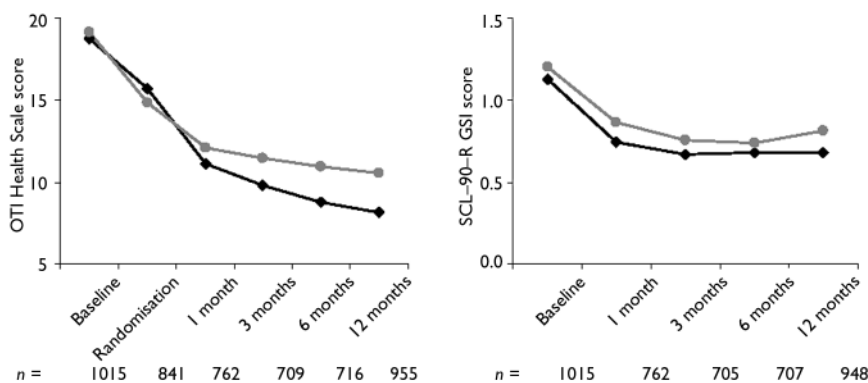 20
15
10
5
OTI Health Scale score
Baseline
Randomisation
1 month
3 months
6 months
12 months
n = 1015 841 762 709 716 955
1.5
1.0
0.5
0.0
SCL–90–R GSI score
Baseline
1 month
3 months
6 months
12 months
n = 1015 762 705 707 948